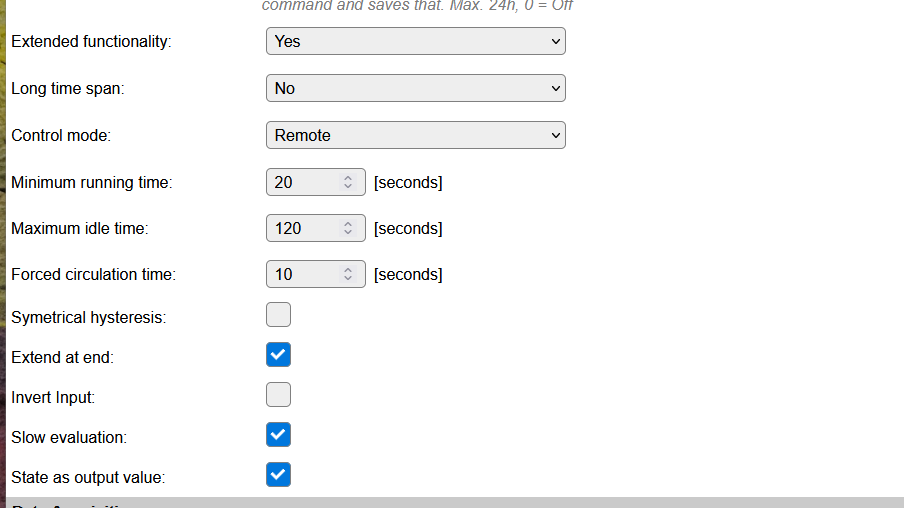 command and saves that. Max. 24h, 0 = Off
Extended functionality: Yes
Long time span: No
Control mode: Remote
Minimum running time: 20 [seconds]
Maximum idle time: 120 [seconds]
Forced circulation time: 10 [seconds]
Symetrical hysteresis:
Extend at end:
Invert Input:
Slow evaluation:
State as output value: